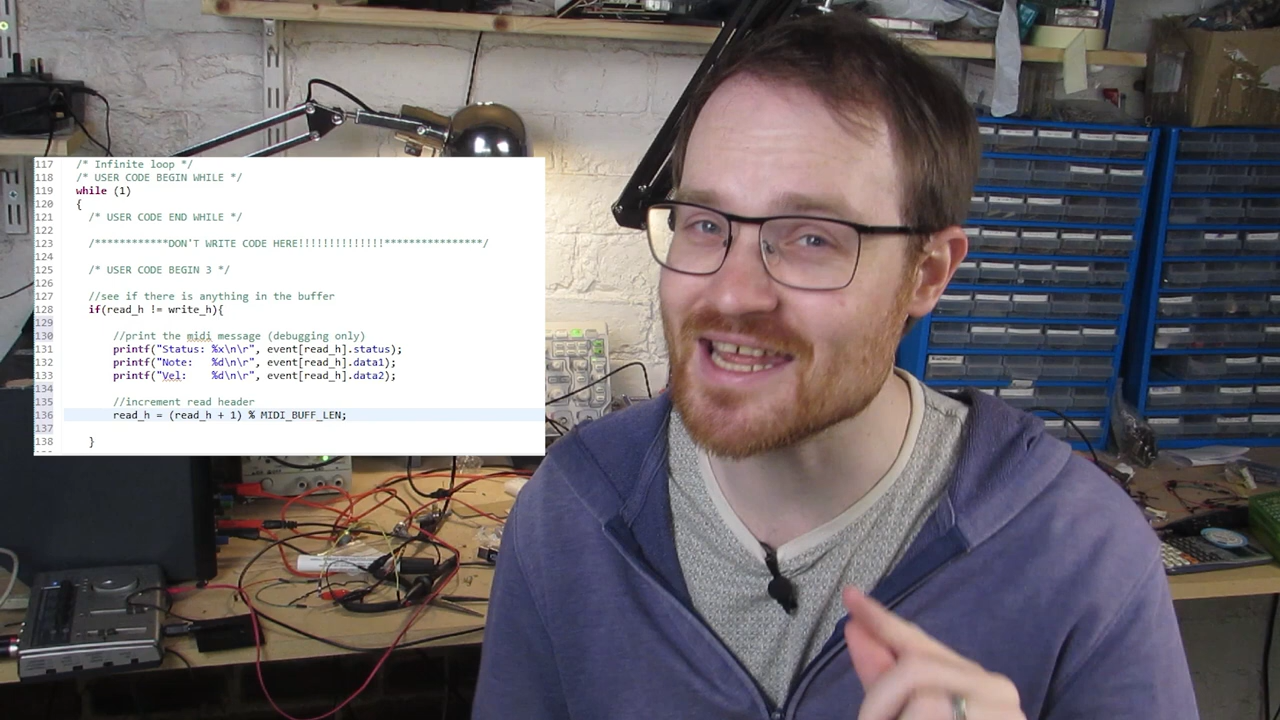 117 /* Infinite loop */
118 /* USER CODE BEGIN WHILE */
119 while (1)
120 {
121 /* USER CODE END WHILE */
122
123 /************DON'T WRITE CODE HERE!!!!!!!!!!!!!!****************/
124
125 /* USER CODE BEGIN 3 */
126
127 //see if there is anything in the buffer
128 if(read_h != write_h){
129
130 //print the midi message (debugging only)
131 printf("Status: %x\n\r", event[read_h].status);
132 printf("Note:   %d\n\r", event[read_h].data1);
133 printf("Vel:    %d\n\r", event[read_h].data2);
134
135 //increment read header
136 read_h = (read_h + 1) % MIDI_BUFF_LEN;
137
138 }